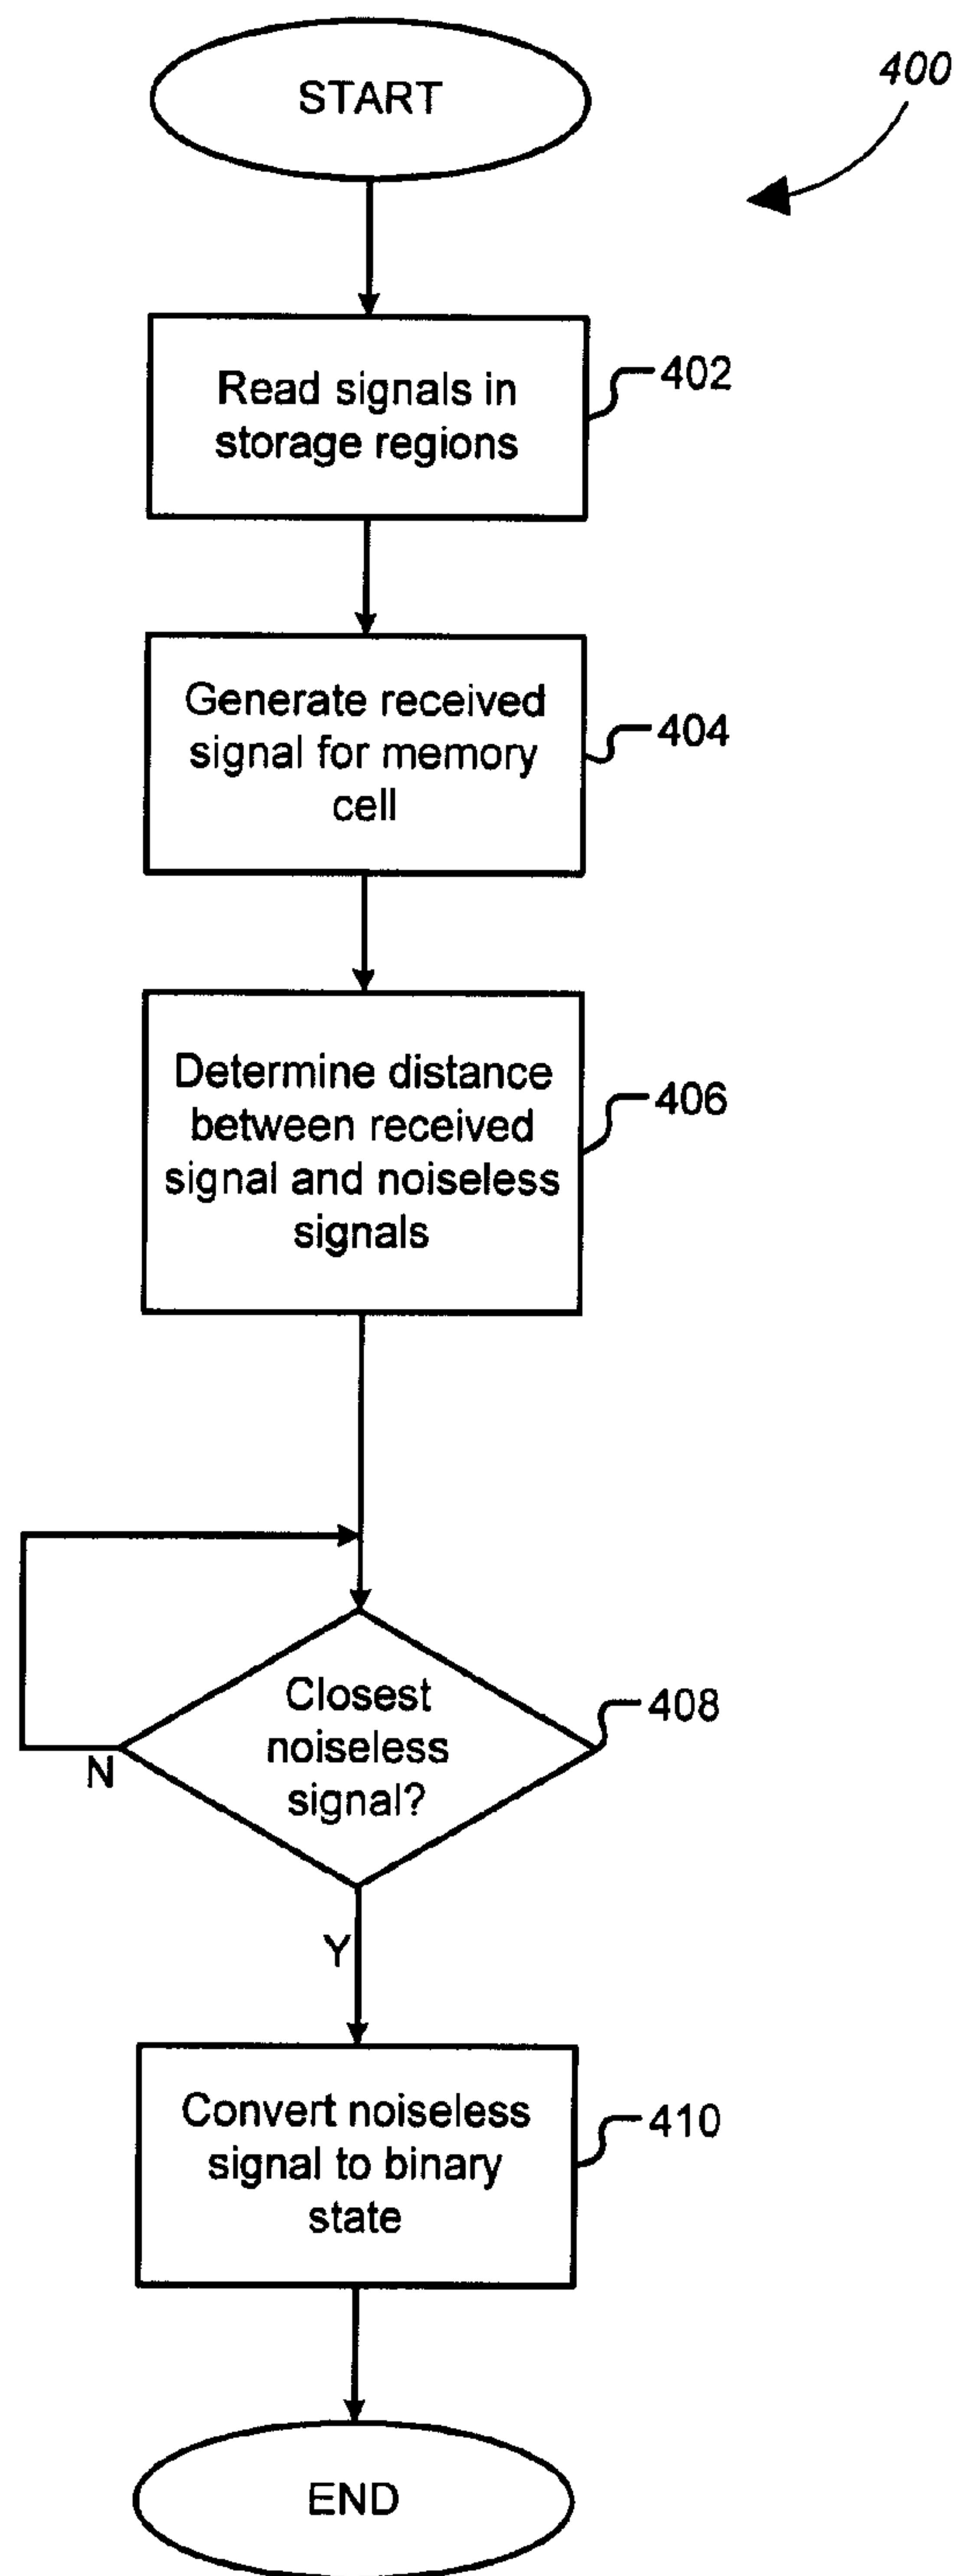 START
400
Read signals in
storage regions
402
Generate received
signal for memory
cell
404
Determine distance
between received
signal and noiseless
signals
406
Closest
noiseless
signal?
408
N
Y
Convert noiseless
signal to binary
state
410
END